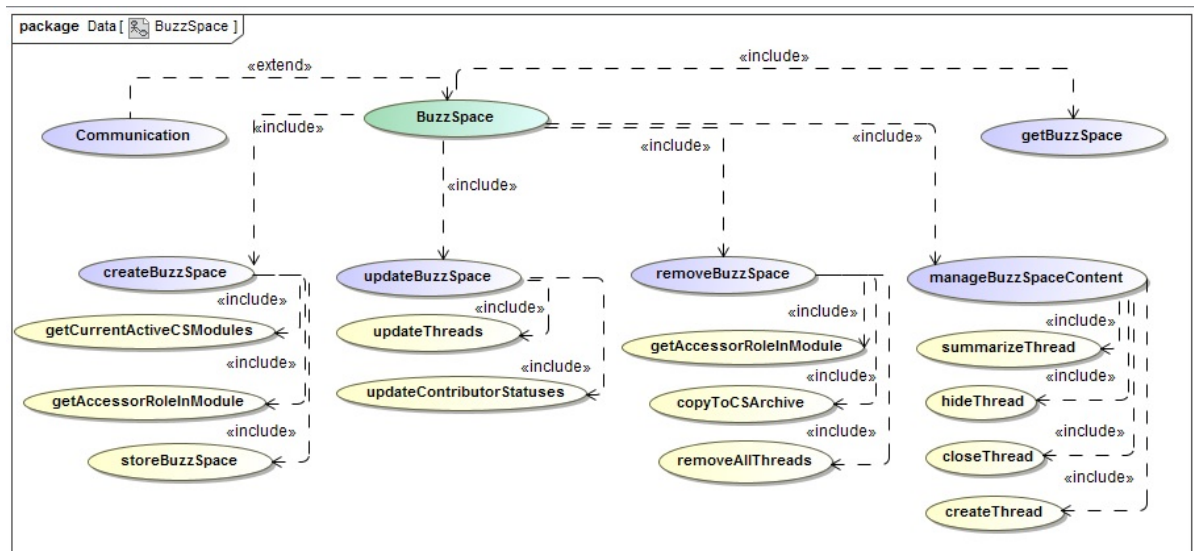 package Data [ BuzzSpace ]
«extend»
«include»
BuzzSpace
Communication
«include»
getBuzzSpace
«include»
«include»
«include»
createBuzzSpace
updateBuzzSpace
removeBuzzSpace
manageBuzzSpaceContent
«include»
«include»
«include»
«include»
getCurrentActiveCSModules
updateThreads
getAccessorRoleInModule
summarizeThread
«include»
«include»
«include»
«include»
getAccessorRoleInModule
updateContributorStatuses
copyToCSArchive
hideThread
«include»
«include»
«include»
storeBuzzSpace
removeAllThreads
closeThread
«include»
createThread